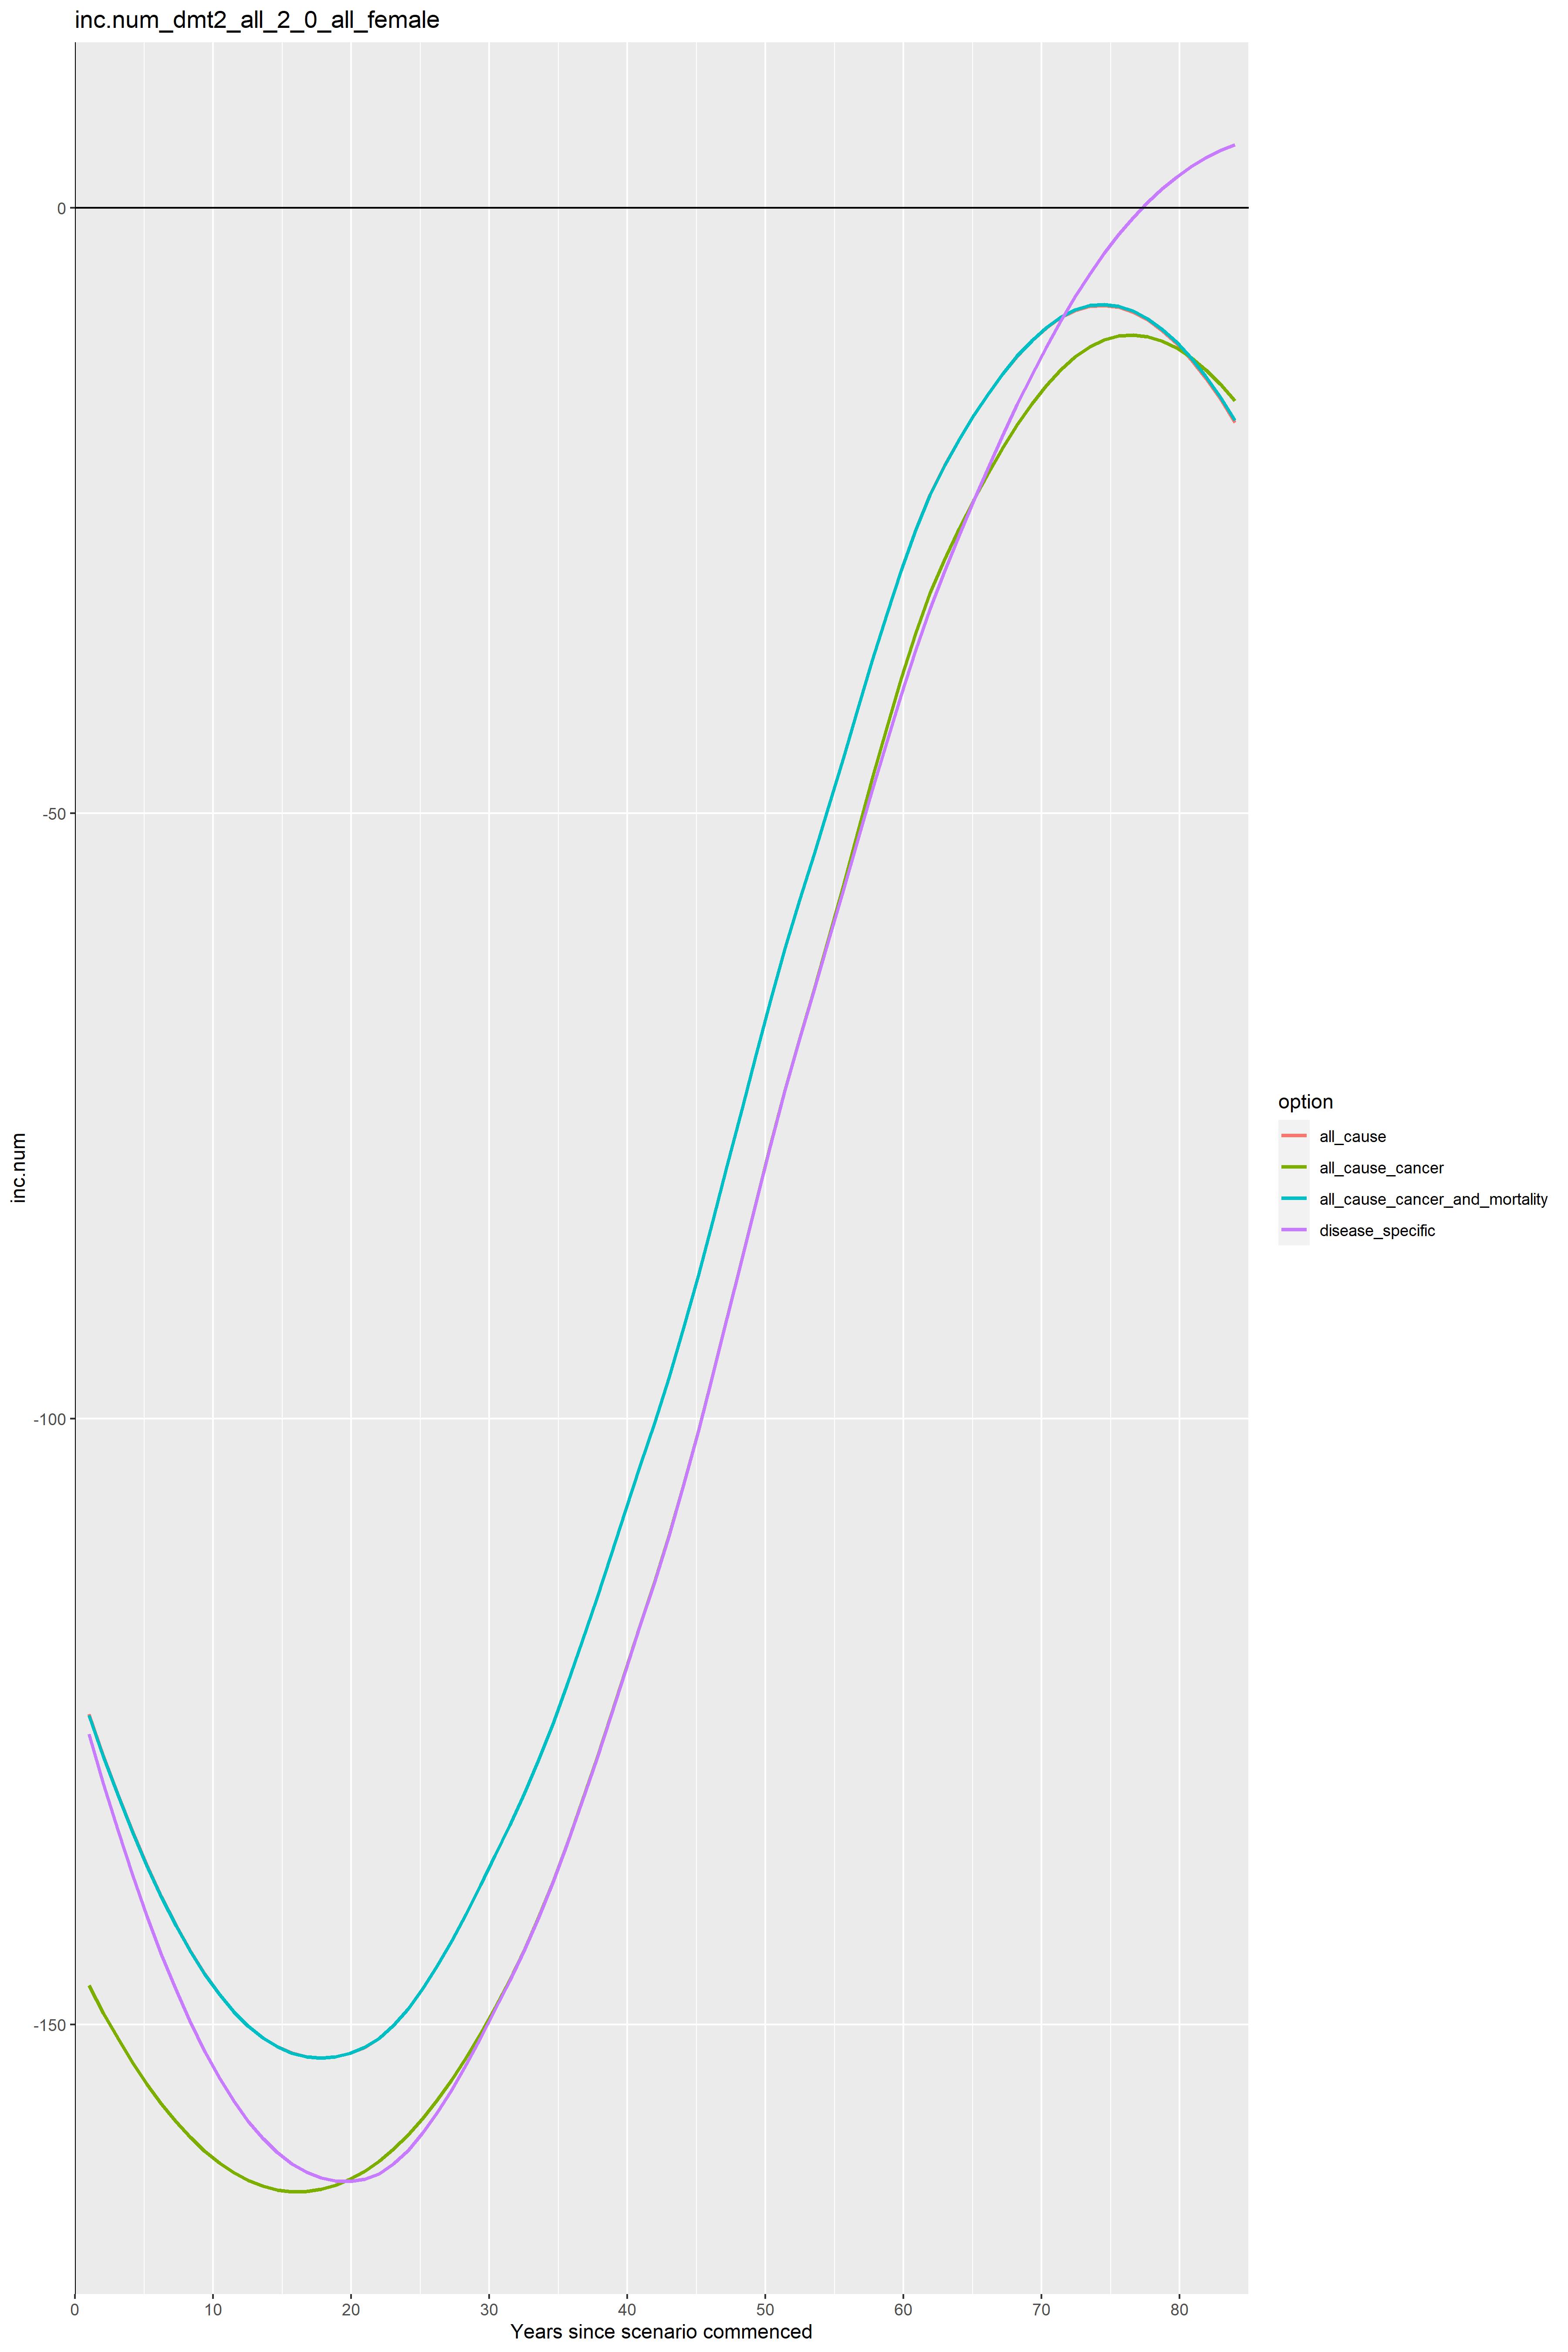 inc.num_dmt2_all_2_0_all_female
0
-50
-100
-150
inc.num
0 10 20 30 40 50 60 70 80
Years since scenario commenced
option
all_cause
all_cause_cancer
all_cause_cancer_and_mortality
disease_specific